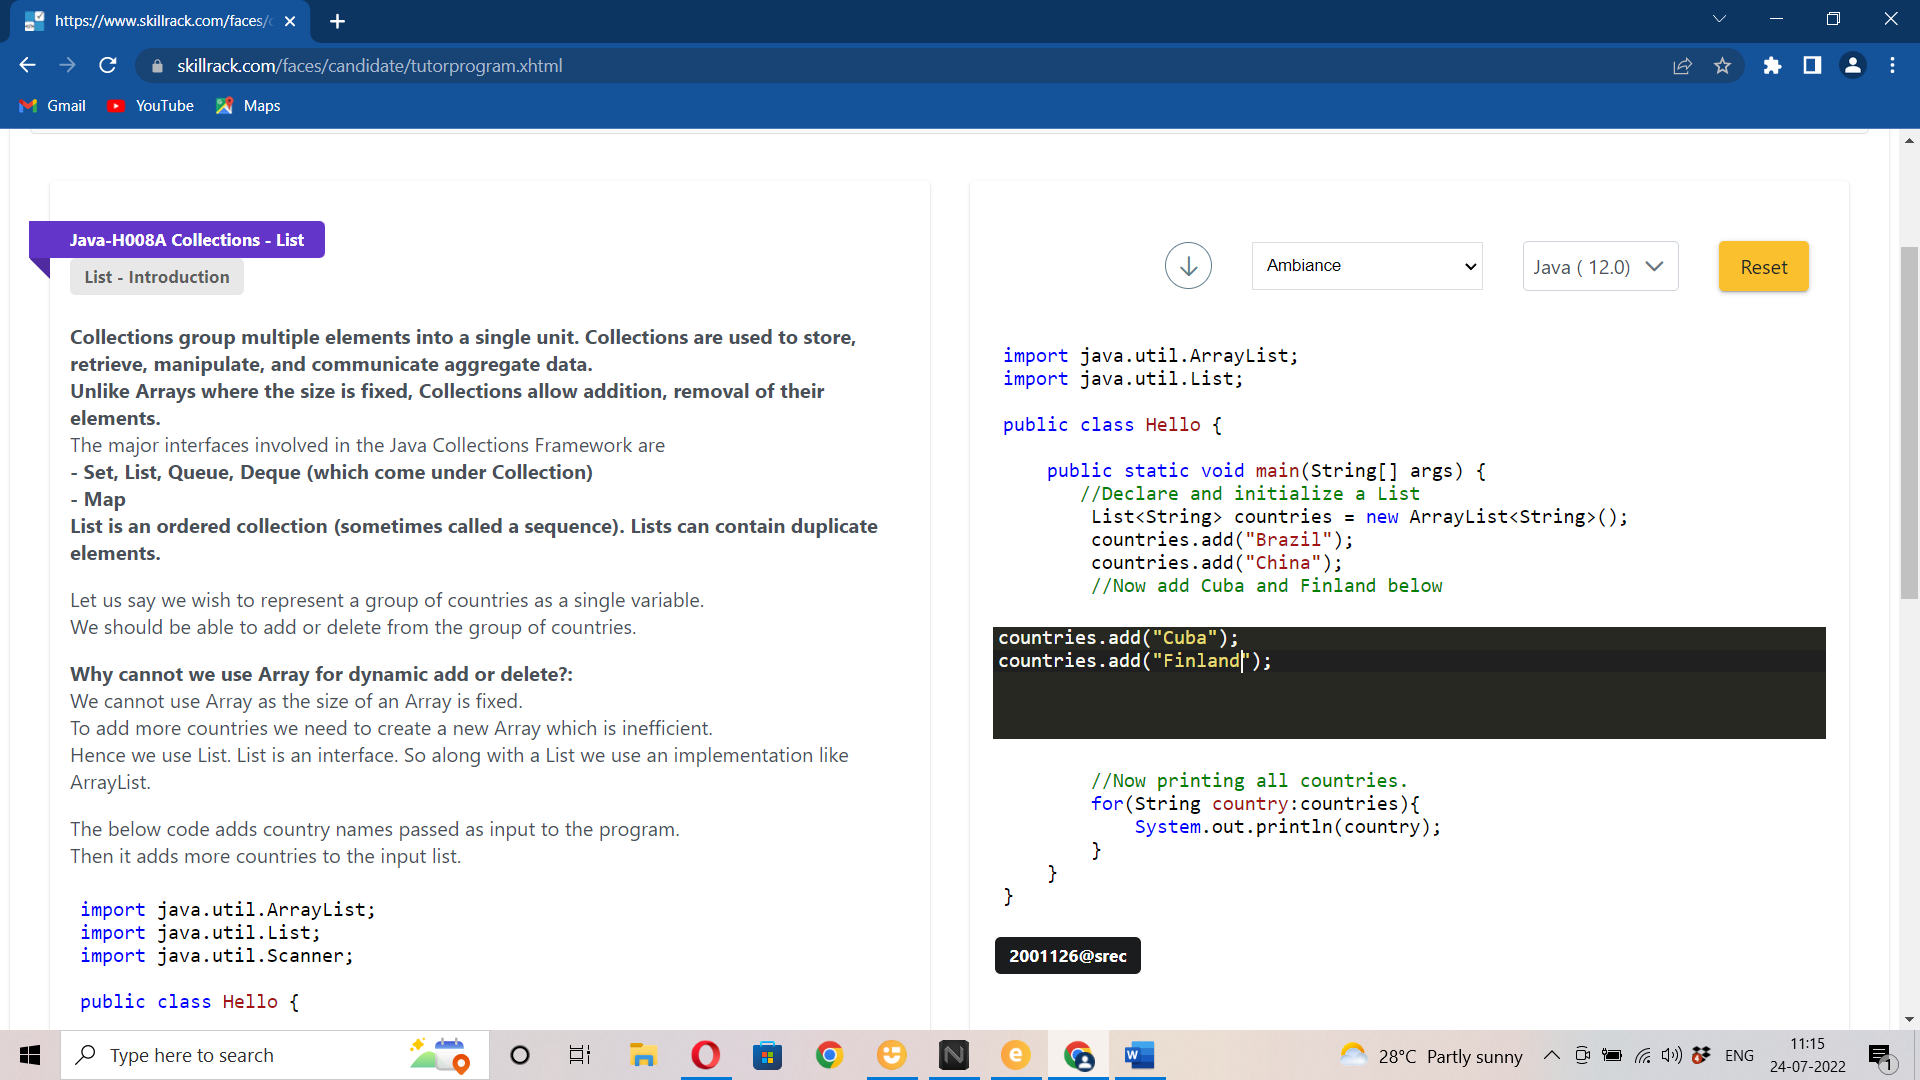 https://www.skillrack.com/faces/c
skillrack.com/faces/candidate/tutorprogram.xhtml
Gmail
YouTube
Maps
Java-H008A Collections - List
List - Introduction
Collections group multiple elements into a single unit. Collections are used to store,
retrieve, manipulate, and communicate aggregate data.
Unlike Arrays where the size is fixed, Collections allow addition, removal of their
elements.
The major interfaces involved in the Java Collections Framework are
- Set, List, Queue, Deque (which come under Collection)
- Map
List is an ordered collection (sometimes called a sequence). Lists can contain duplicate
elements.
Let us say we wish to represent a group of countries as a single variable.
We should be able to add or delete from the group of countries.
Why cannot we use Array for dynamic add or delete?:
We cannot use Array as the size of an Array is fixed.
To add more countries we need to create a new Array which is inefficient.
Hence we use List. List is an interface. So along with a List we use an implementation like
ArrayList.
The below code adds country names passed as input to the program.
Then it adds more countries to the input list.
import java.util.ArrayList;
import java.util.List;
import java.util.Scanner;
public class Hello {
Ambiance
Java ( 12.0)
Reset
import java.util.ArrayList;
import java.util.List;
public class Hello {
public static void main(String[] args) {
//Declare and initialize a List
List<String> countries = new ArrayList<String>();
countries.add("Brazil");
countries.add("China");
//Now add Cuba and Finland below
countries.add("Cuba");
countries.add("Finland");
//Now printing all countries.
for(String country:countries){
System.out.println(country);
}
}
}
2001126@srec
Type here to search
28°C Partly sunny
ENG
11:15
24-07-2022
1